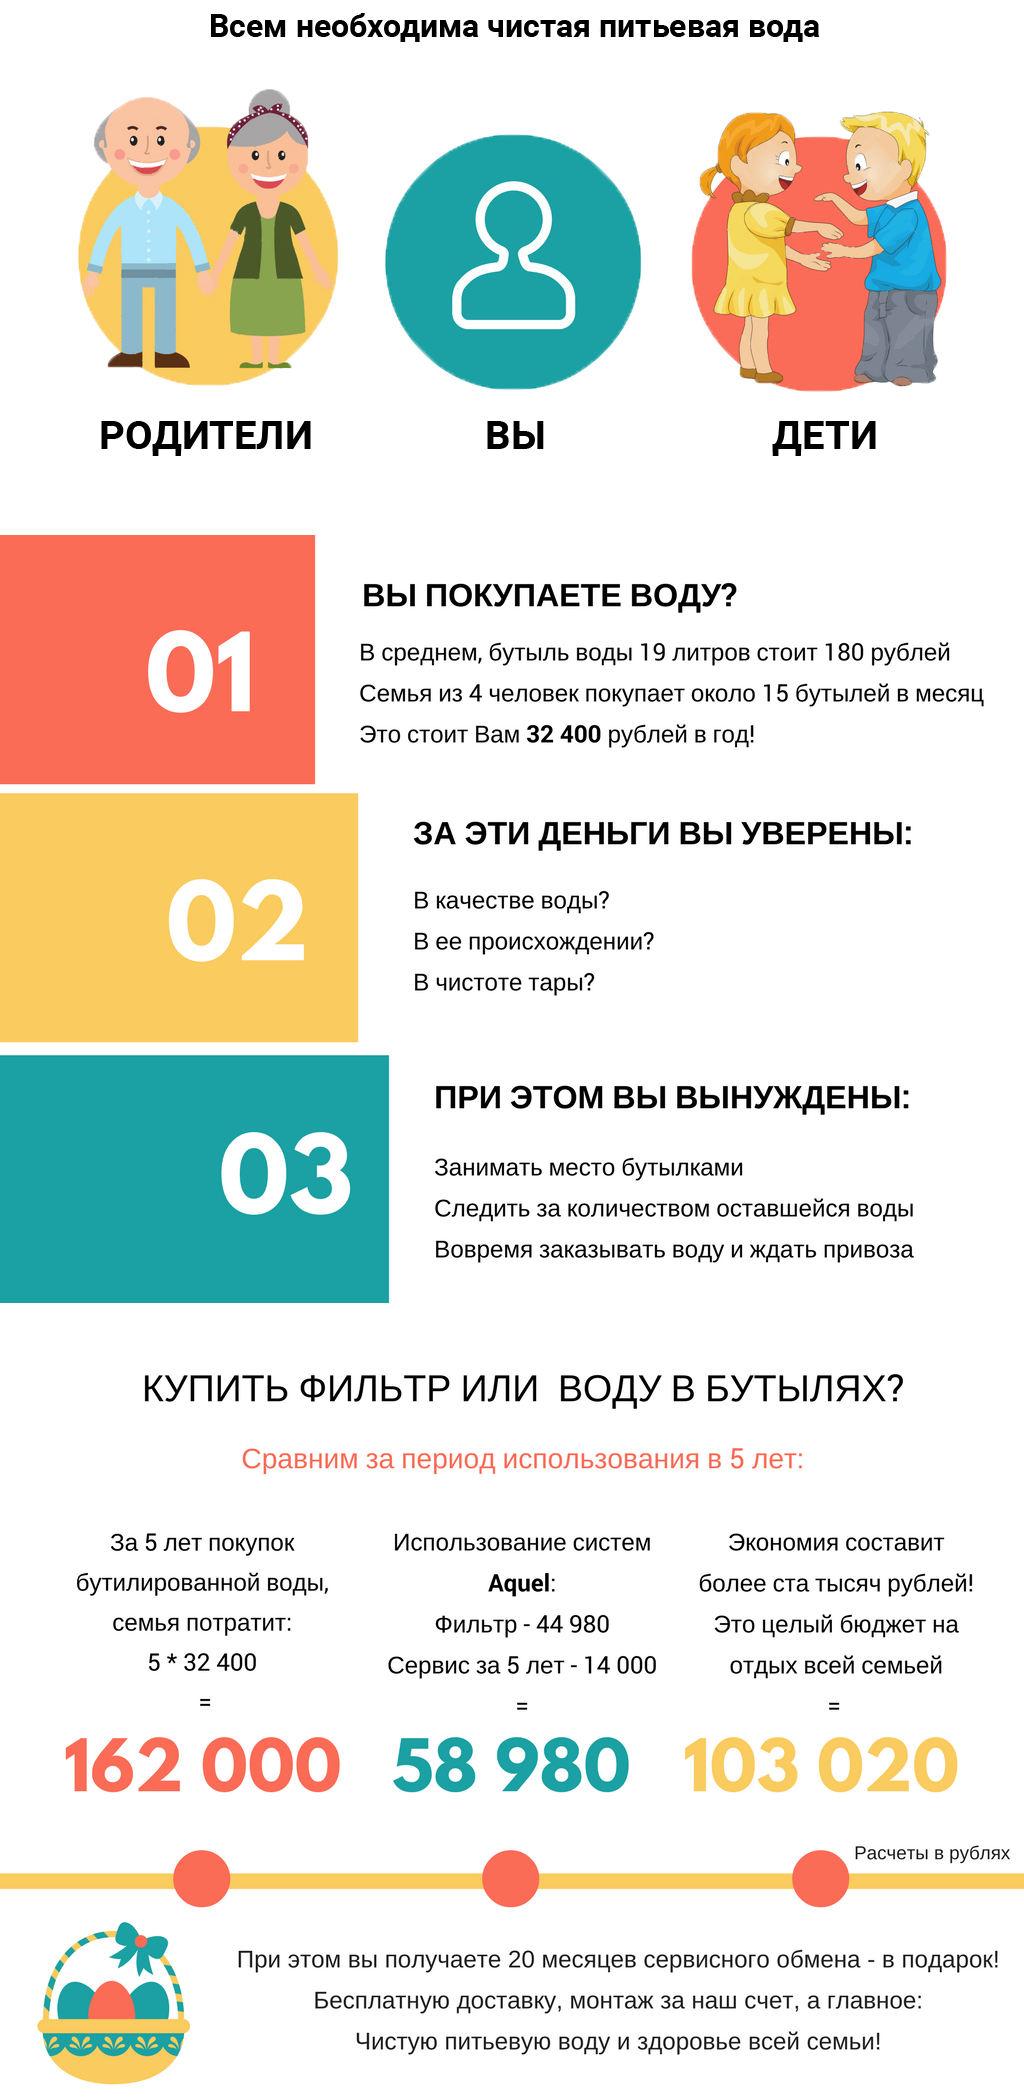 Всем необходима чистая питьевая вода
РОДИТЕЛИ
ВЫ
ДЕТИ
01
ВЫ ПОКУПАЕТЕ ВОДУ?
В среднем, бутыль воды 19 литров стоит 180 рублей
Семья из 4 человек покупает около 15 бутылей в месяц
Это стоит Вам 32 400 рублей в год!
02
ЗА ЭТИ ДЕНЬГИ ВЫ УВЕРЕНЫ:
В качестве воды?
В ее происхождении?
В чистоте тары?
03
ПРИ ЭТОМ ВЫ ВЫНУЖДЕНЫ:
Занимать место бутылками
Следить за количеством оставшейся воды
Вовремя заказывать воду и ждать привоза
КУПИТЬ ФИЛЬТР ИЛИ ВОДУ В БУТЫЛЯХ?
Сравним за период использования в 5 лет:
За 5 лет покупок
бутилированной воды,
семья потратит:
5 * 32 400
=
162 000
Использование систем
Aquel:
Фильтр - 44 980
Сервис за 5 лет - 14 000
=
58 980
Экономия составит
более ста тысяч рублей!
Это целый бюджет на
отдых всей семьей
=
103 020
Расчеты в рублях
При этом вы получаете 20 месяцев сервисного обмена - в подарок!
Бесплатную доставку, монтаж за наш счет, а главное:
Чистую питьевую воду и здоровье всей семьи!